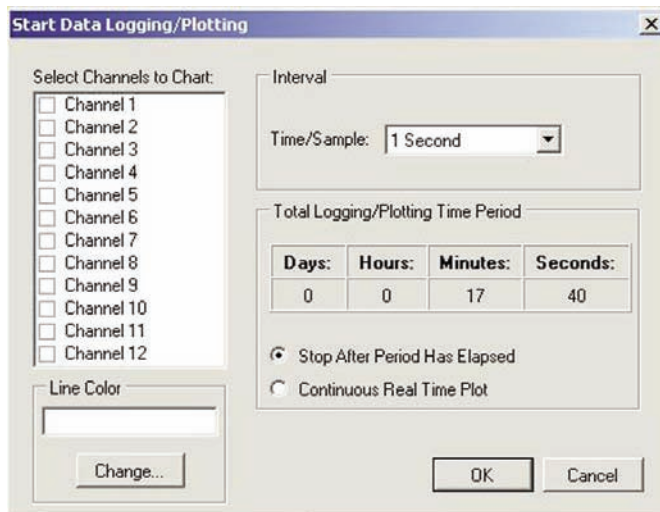 Start Data Logging/Plotting
Select Channels to Chart:
Channel 1
Channel 2
Channel 3
Channel 4
Channel 5
Channel 6
Channel 7
Channel 8
Channel 9
Channel 10
Channel 11
Channel 12
Line Color
Change...
Interval
Time/Sample: 1 Second
Total Logging/Plotting Time Period
Days: Hours: Minutes: Seconds:
0 0 17 40
Stop After Period Has Elapsed
Continuous Real Time Plot
OK Cancel